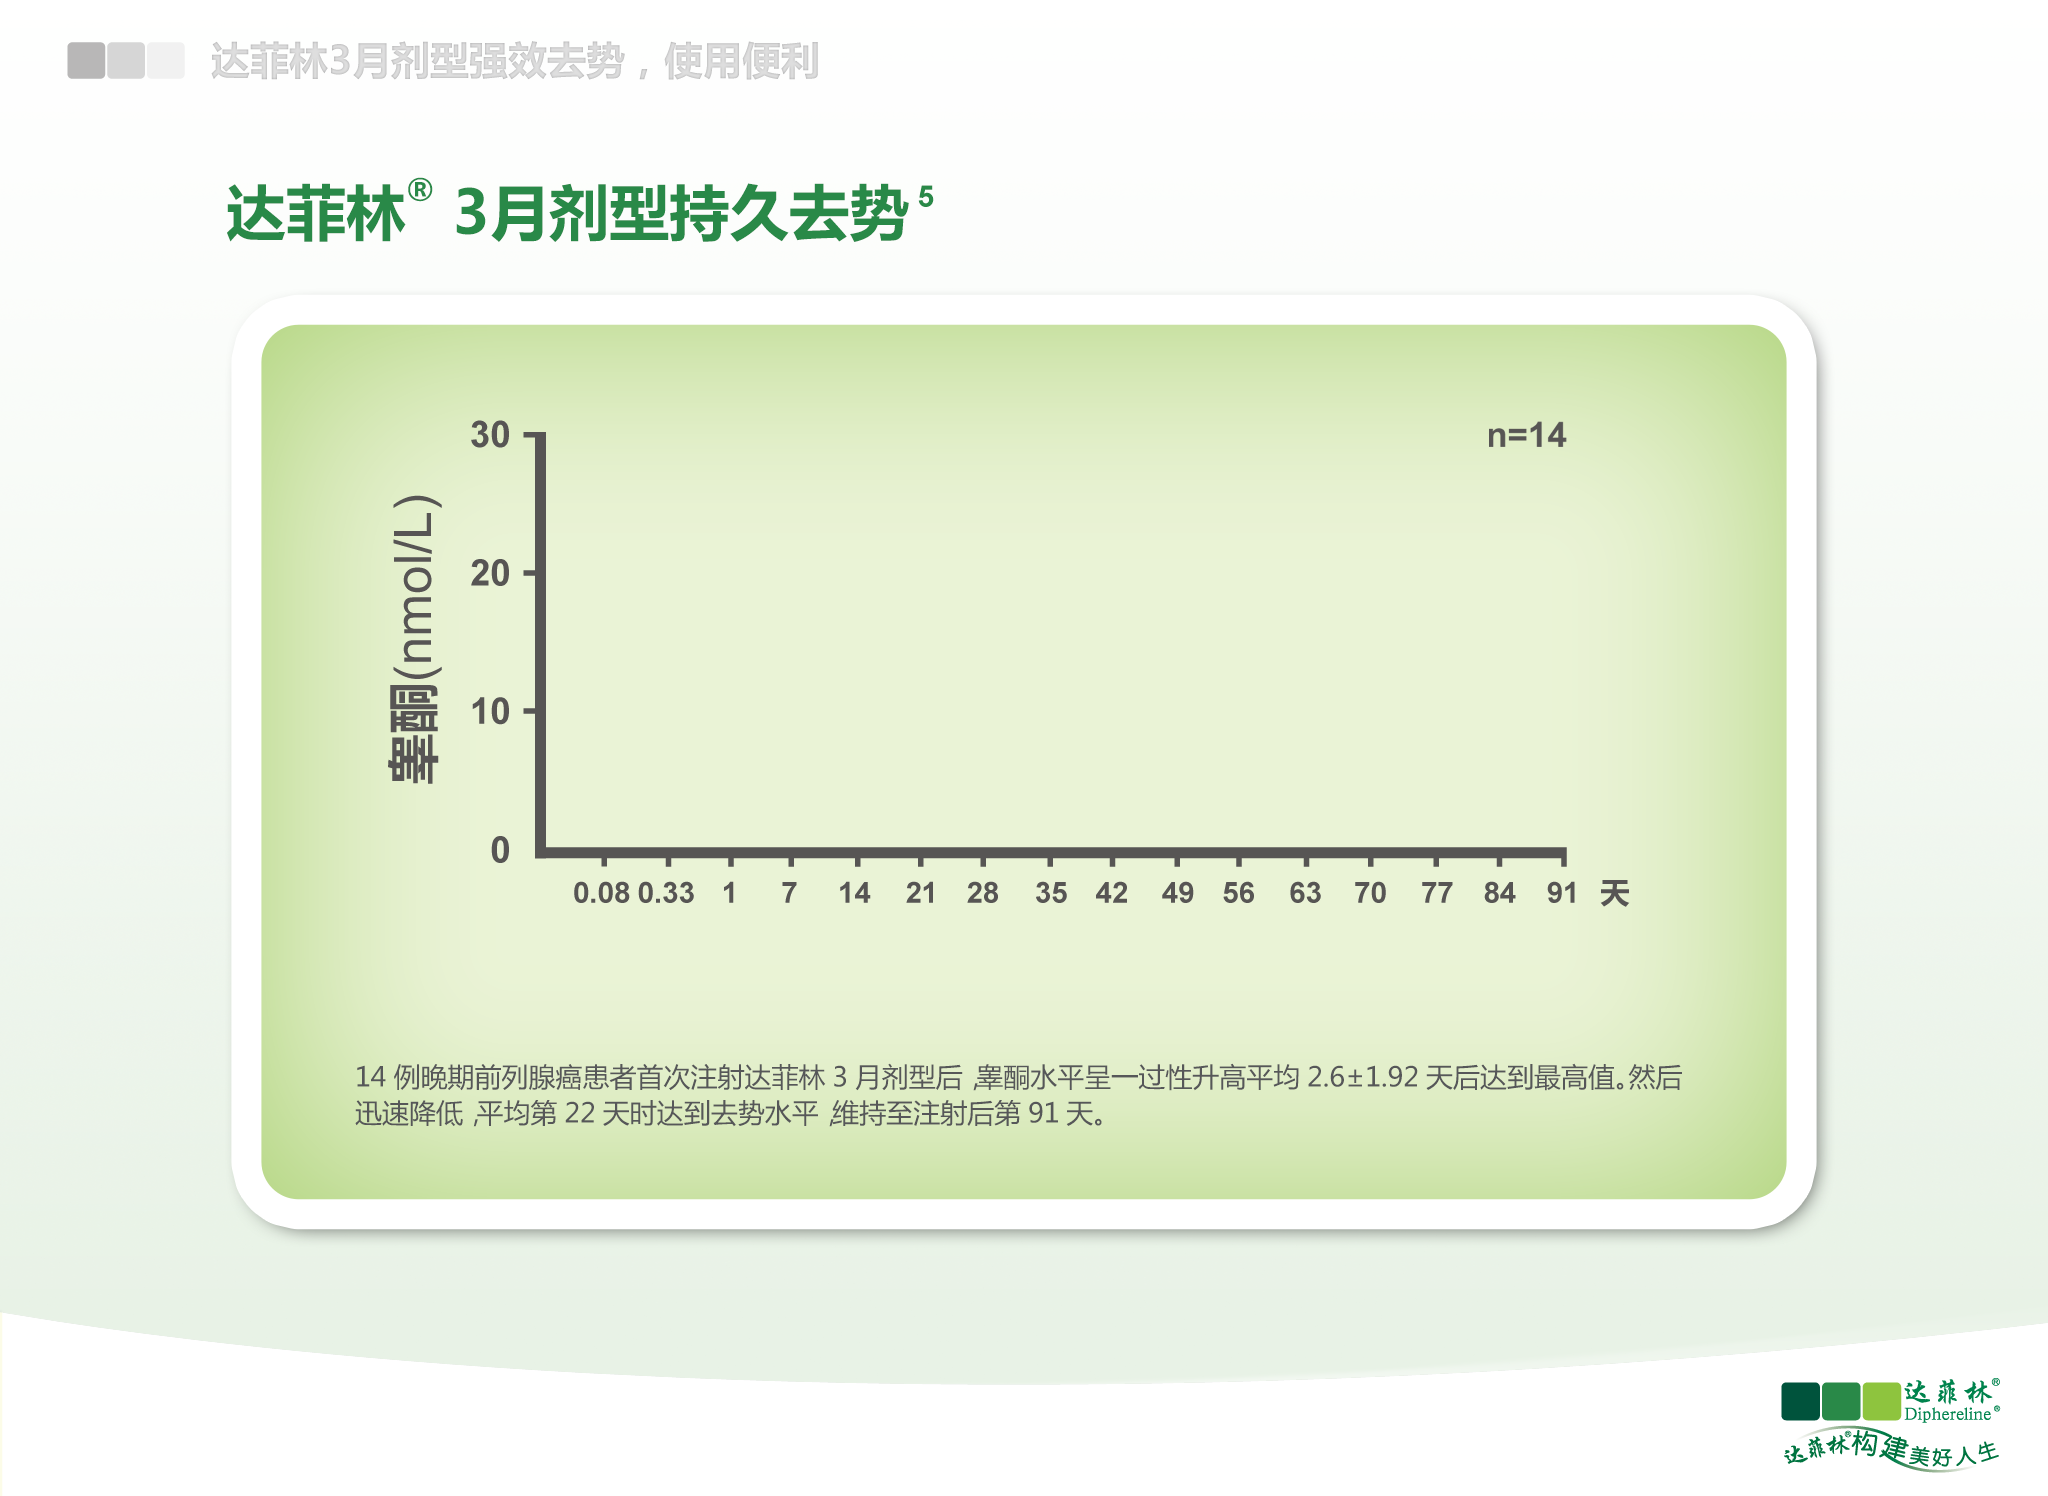 达菲林3月剂型强效去势，使用便利
达菲林® 3月剂型持久去势5
30
n=14
20
10
0
睾酮(nmol/L)
0.08 0.33 1 7 14 21 28 35 42 49 56 63 70 77 84 91 天
14 例晚期前列腺癌患者首次注射达菲林 3 月剂型后,睾酮水平呈一过性升高平均 2.6±1.92 天后达到最高值。然后
迅速降低,平均第 22 天时达到去势水平,维持至注射后第 91 天。
达菲林®
Diphereline®
达菲林®构建美好人生